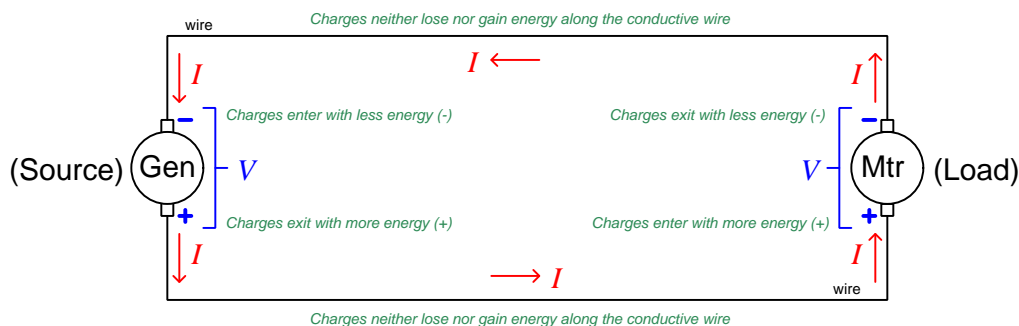 Charges neither lose nor gain energy along the conductive wire
wire
I
I
I
I
− Charges enter with less energy (-)
Charges exit with less energy (-) −
(Source) Gen V
V Mtr (Load)
+ Charges exit with more energy (+)
Charges enter with more energy (+) +
I
I
I
wire
Charges neither lose nor gain energy along the conductive wire